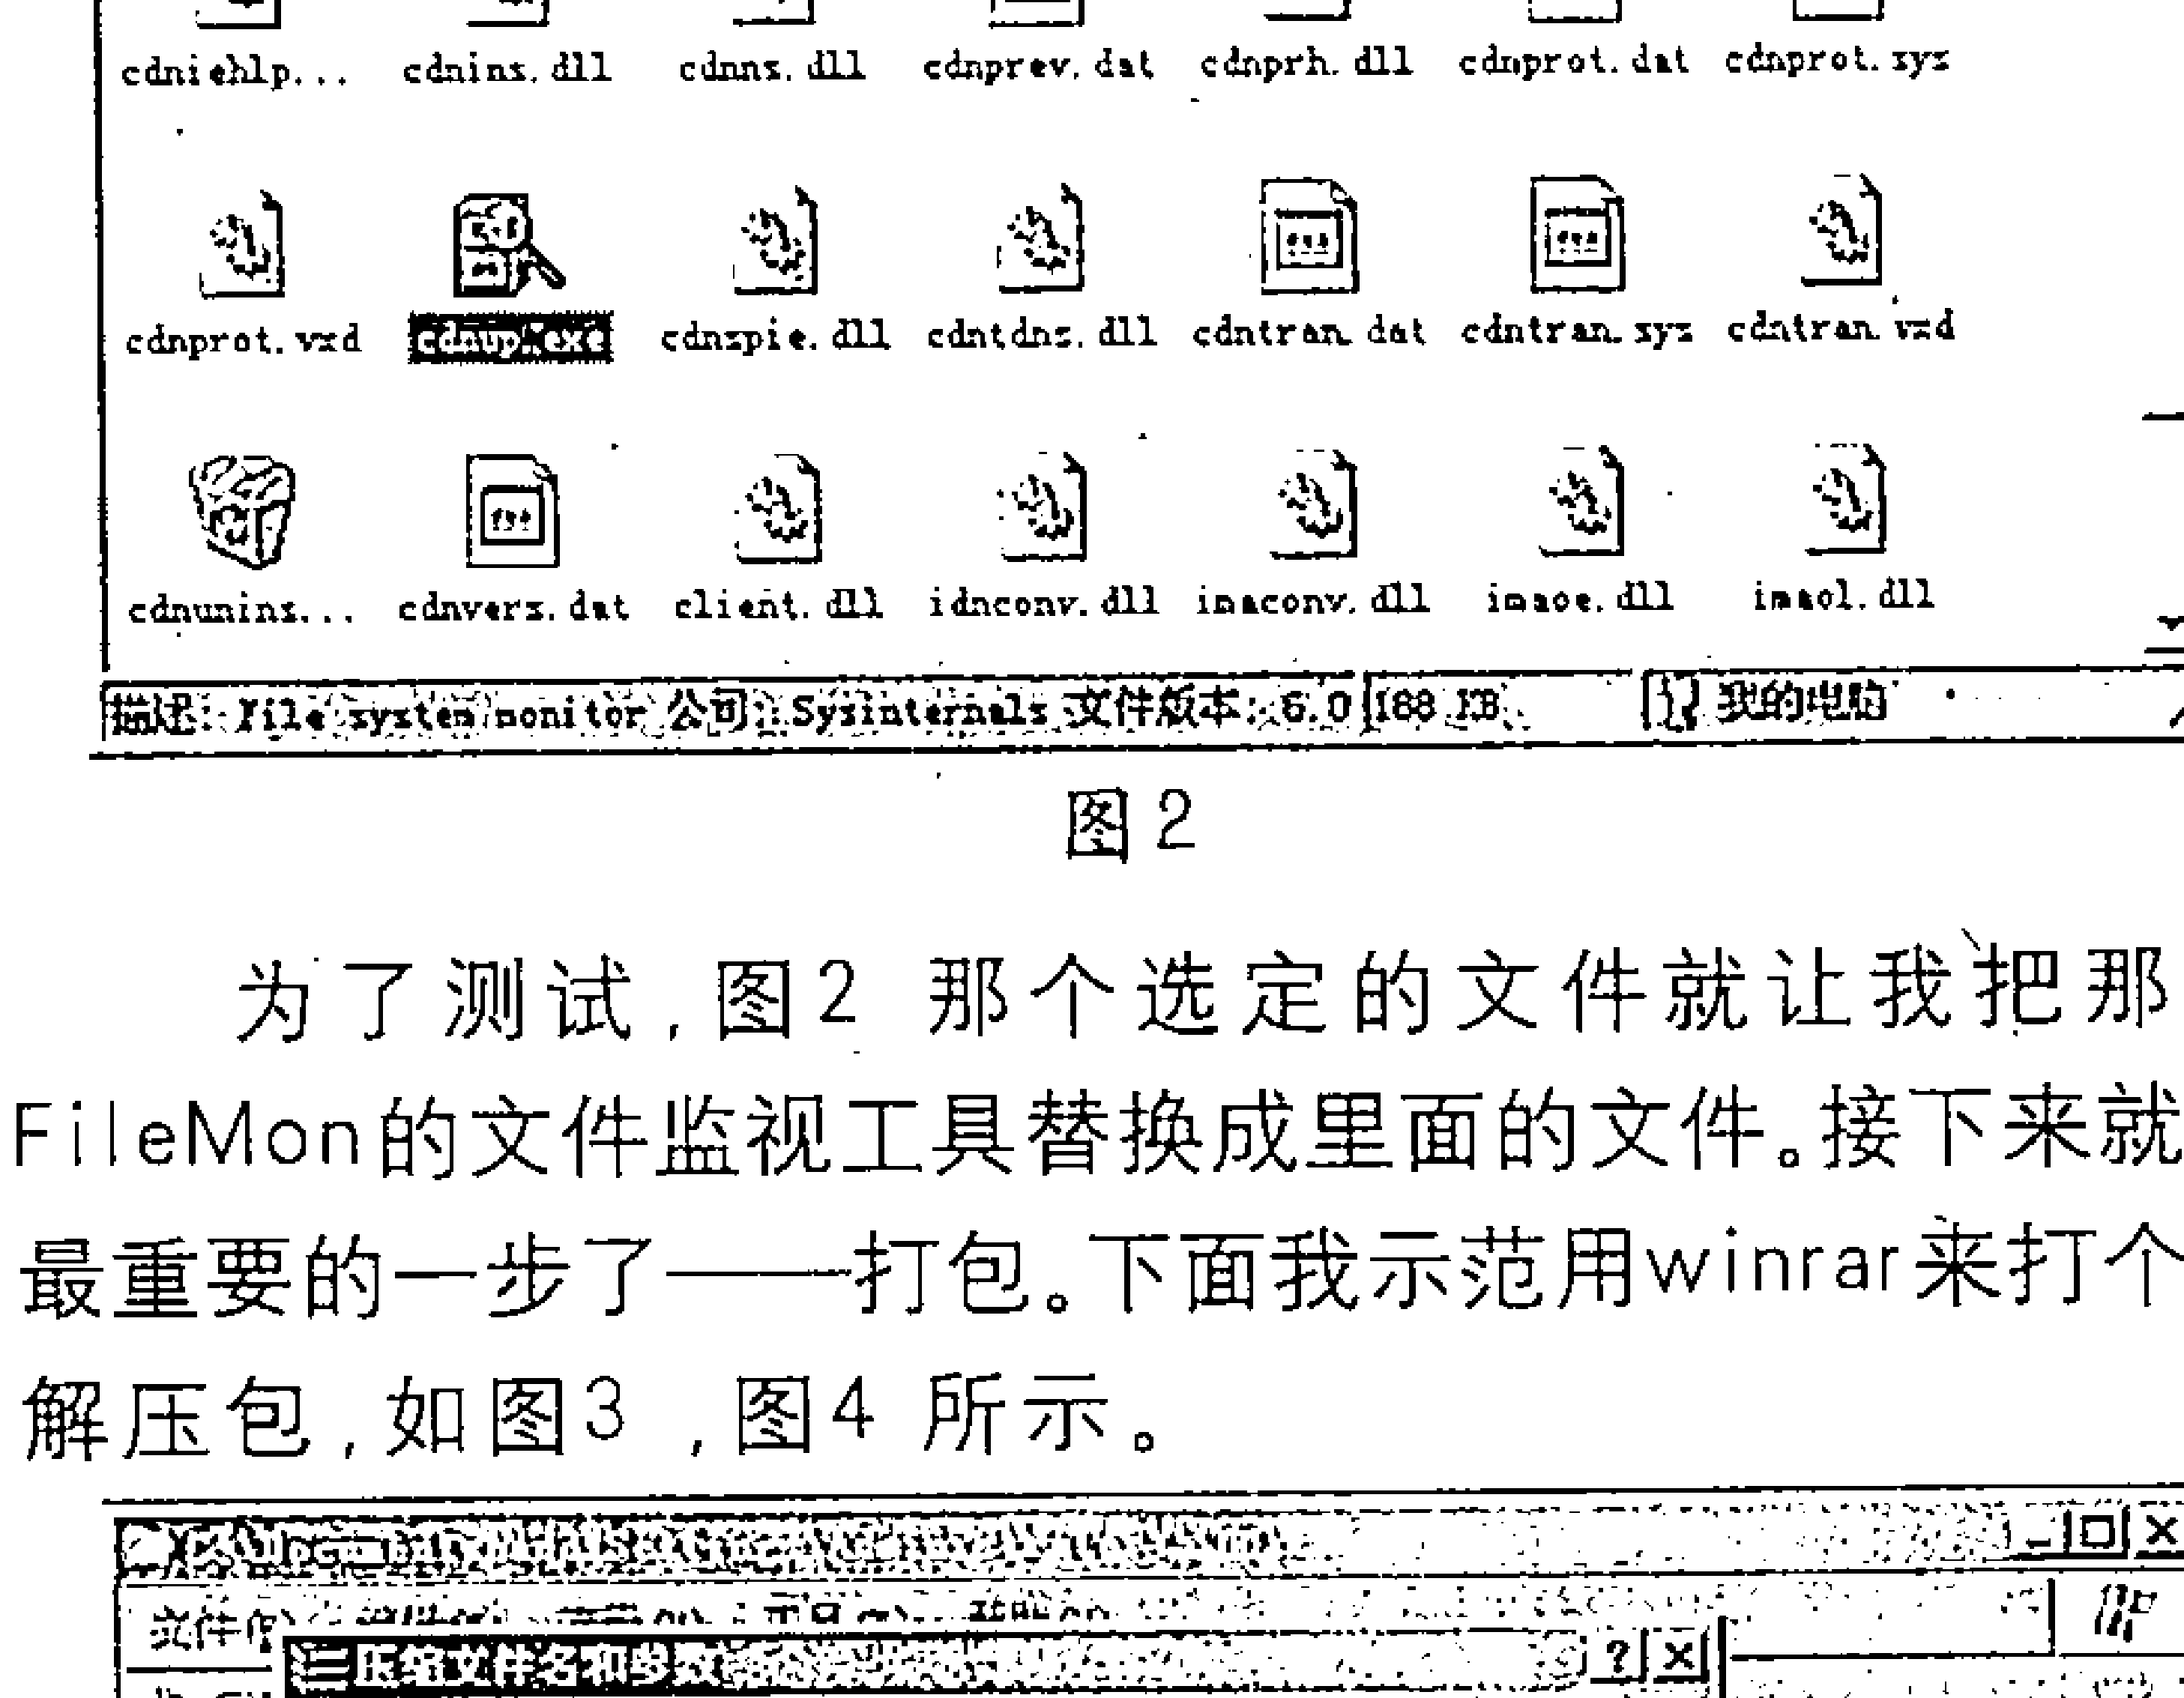 cdniehlp... cdnins.dll cdnns.dll cdnprev.dat cdnprh.dll cdnprot.dat cdnprot.sys
cdnprot.vxd cdnup.exe cdnspie.dll cdntdns.dll cdntran.dat cdntran.sys cdntran.vxd
cdnunins... cdnvers.dat client.dll idnconv.dll imaconv.dll imaoe.dll imaol.dll
描述: File system monitor 公司: Sysinternals 文件版本: 6.0 188 KB 我的电脑
图2
为了测试,图2 那个选定的文件就让我把那
FileMon的文件监视工具替换成里面的文件。接下来就
最重要的一步了——打包。下面我示范用winrar来打个
解压包,如图3 ,图4 所示。
文件
压缩文件名和参数